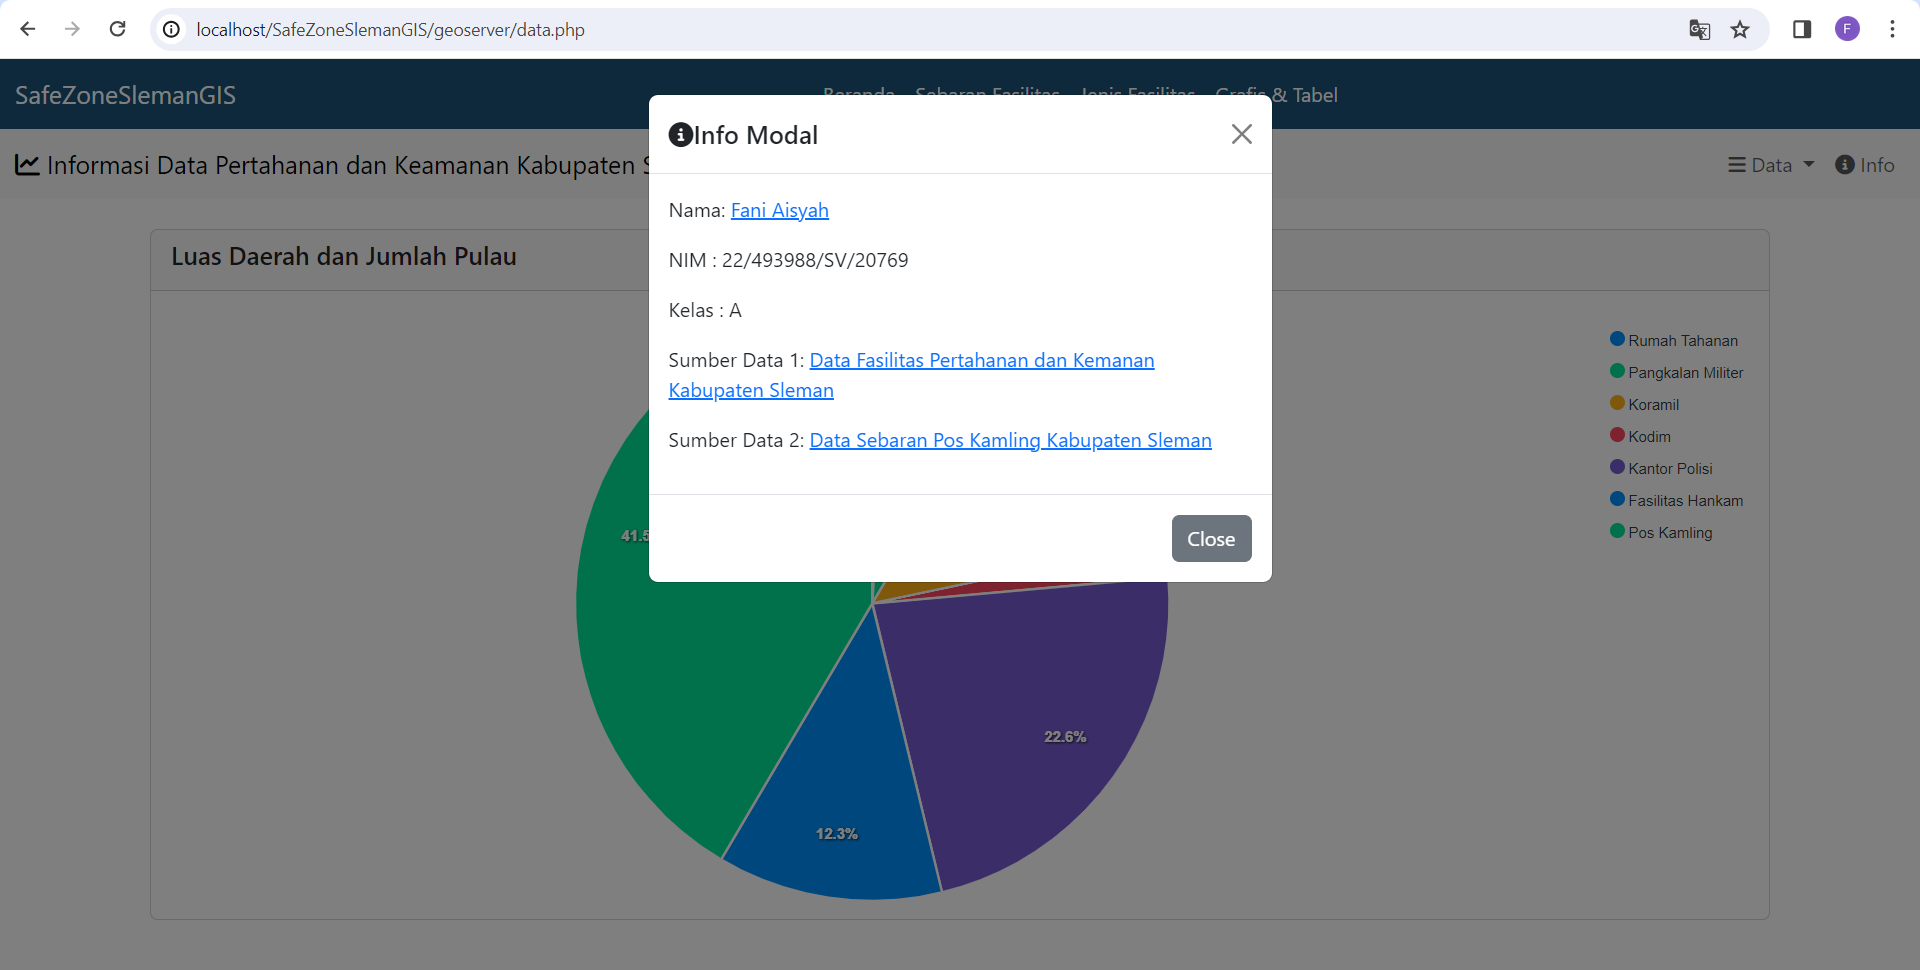 localhost/SafeZoneSlemanGIS/geoserver/data.php
F
SafeZoneSlemanGIS
Beranda Sebaran Fasilitas Jenis Fasilitas Grafis & Tabel
Informasi Data Pertahanan dan Keamanan Kabupaten
Data
Info
Luas Daerah dan Jumlah Pulau
Info Modal
Nama: Fani Aisyah
NIM : 22/493988/SV/20769
Kelas : A
Sumber Data 1: Data Fasilitas Pertahanan dan Kemanan
Kabupaten Sleman
Sumber Data 2: Data Sebaran Pos Kamling Kabupaten Sleman
Close
Rumah Tahanan
Pangkalan Militer
Koramil
Kodim
Kantor Polisi
Fasilitas Hankam
Pos Kamling
41.5
22.6%
12.3%